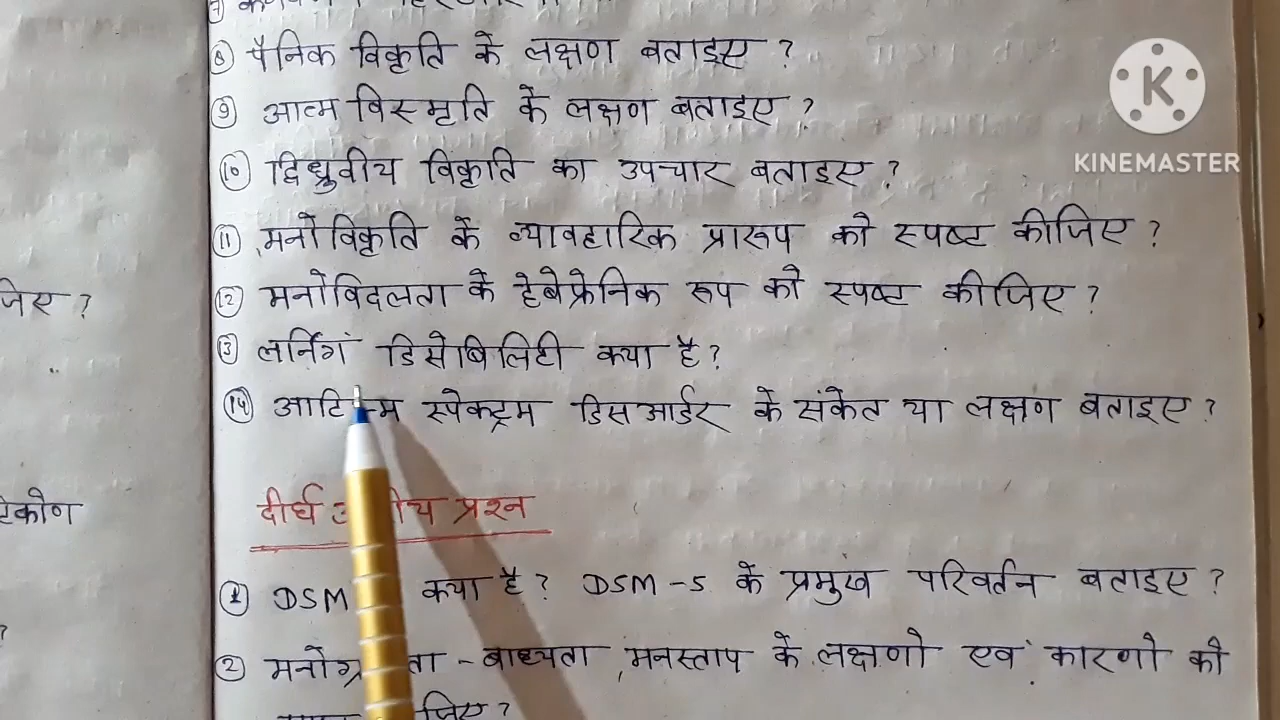 ⑧ पैनिक विकृति के लक्षण बताइए ?
⑨ आत्म विस्मृति के लक्षण बताइए ?
⑩ द्विध्रुवीय विकृति का उपचार बताइए ?
⑪ मनोविकृति के व्यावहारिक प्रारूप को स्पष्ट कीजिए ?
⑫ मनोविदलता के हेबेफ्रेनिक रूप को स्पष्ट कीजिए ?
जिए ?
⑬ लर्निगं डिसेबिलिटी क्या है ?
⑭ स्पेक्ट्रम डिसआर्डर के संकेत या लक्षण बताइए ?
दीर्घ प्रश्न
① DSM क्या है ? DSM-5 के प्रमुख परिवर्तन बताइए ?
② बाध्यता मनस्ताप के लक्षणो एवं कारणो को
KINEMASTER